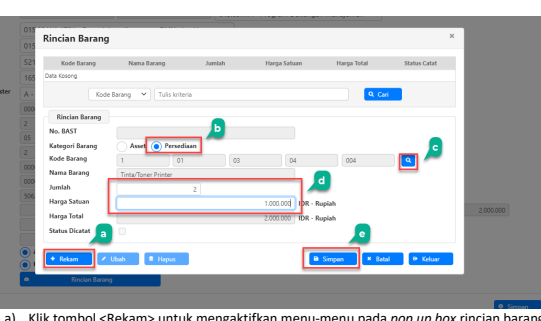 Rincian Barang ×
Kode Barang Nama Barang Jumlah Harga Satuan Harga Total Status Catat
Data Kosong
Kode Barang Tulis kriteria Cari
Rincian Barang
No. BAST
b
Kategori Barang Asset Persediaan
c
Kode Barang 1 01 03 04 004
Nama Barang Tinta/Toner Printer
d
Jumlah 2
Harga Satuan 1.000.000 IDR - Rupiah
Harga Total 2.000.000 IDR - Rupiah
2.000.000
Status Dicatat
a
e
+ Rekam Ubah Hapus Simpan × Batal Keluar
Rincian Barang
Simpan
a) Klik tombol <Rekam> untuk mengaktifkan menu-menu pada pop up box rincian barang